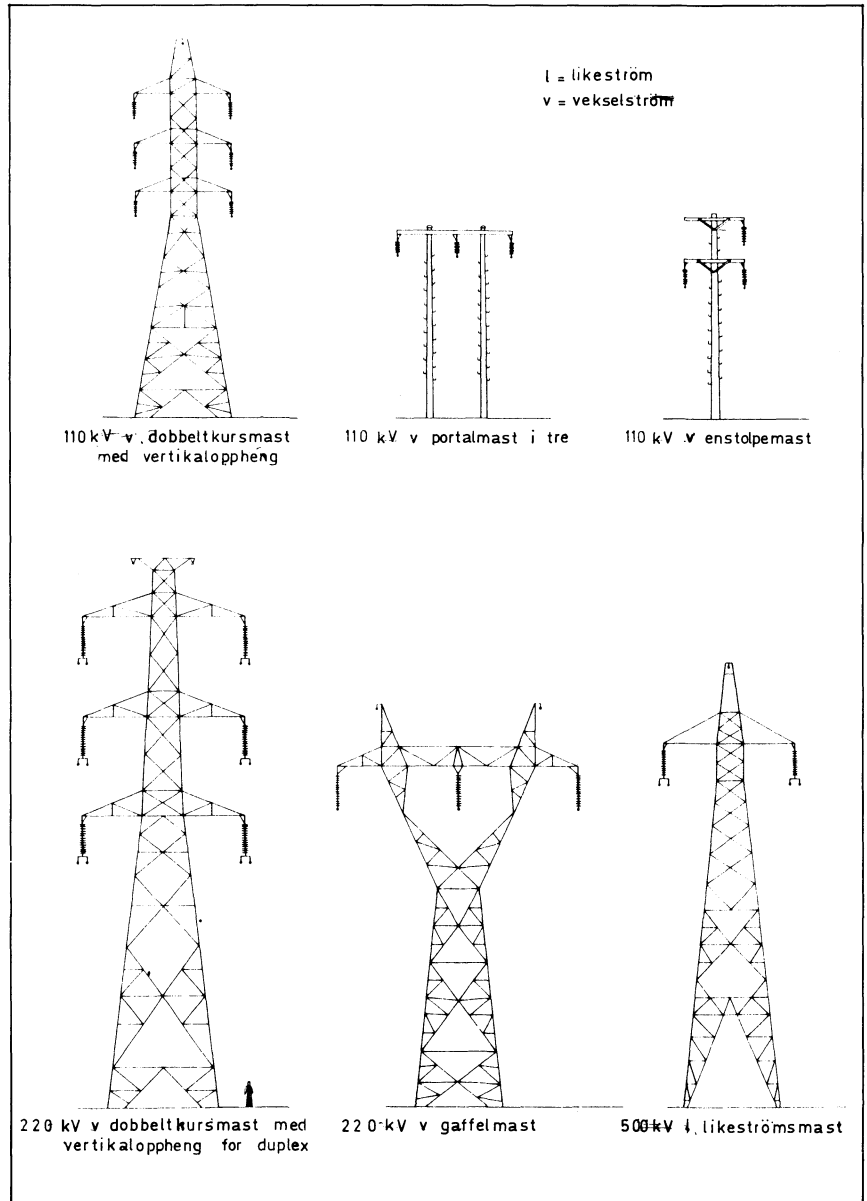 l = likeström
v = vekselström
110 kV v. dobbeltkursmast
med vertikaloppheng
110 kV v portalmast i tre
110 kV v enstolpemast
220 kV v dobbeltkursmast med
vertikaloppheng for duplex
220 kV v gaffelmast
500 kV l. likeströmsmast